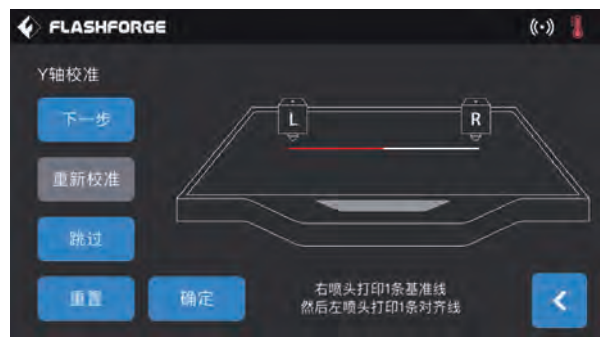 FLASHFORGE
Y轴校准
下一步
L
R
重新校准
跳过
重置
确定
右喷头打印1条基准线
然后左喷头打印1条对齐线